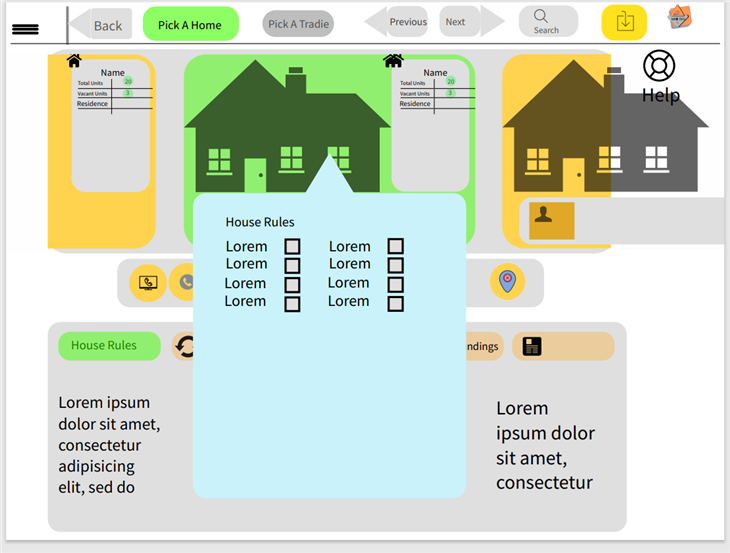 Back
Pick A Home
Pick A Tradie
Previous
Next
Search
Help
Name
Total Units 20
Vacant Units 3
Residence
Name
Total Units 20
Vacant Units 3
Residence
House Rules
Lorem Lorem
Lorem Lorem
Lorem Lorem
Lorem Lorem
House Rules
ndings
Lorem ipsum
dolor sit amet,
consectetur
adipisicing
elit, sed do
Lorem
ipsum dolor
sit amet,
consectetur